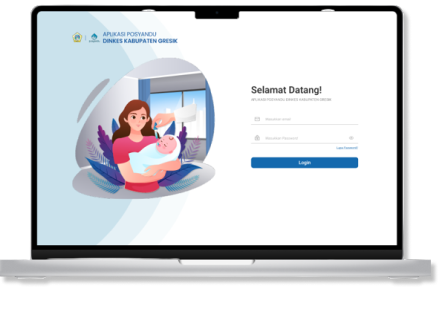 APLIKASI POSYANDU
DINKES KABUPATEN GRESIK
Selamat Datang!
APLIKASI POSYANDU DINKES KABUPATEN GRESIK
Masukkan Email
Masukkan Password
Lupa Password?
Login